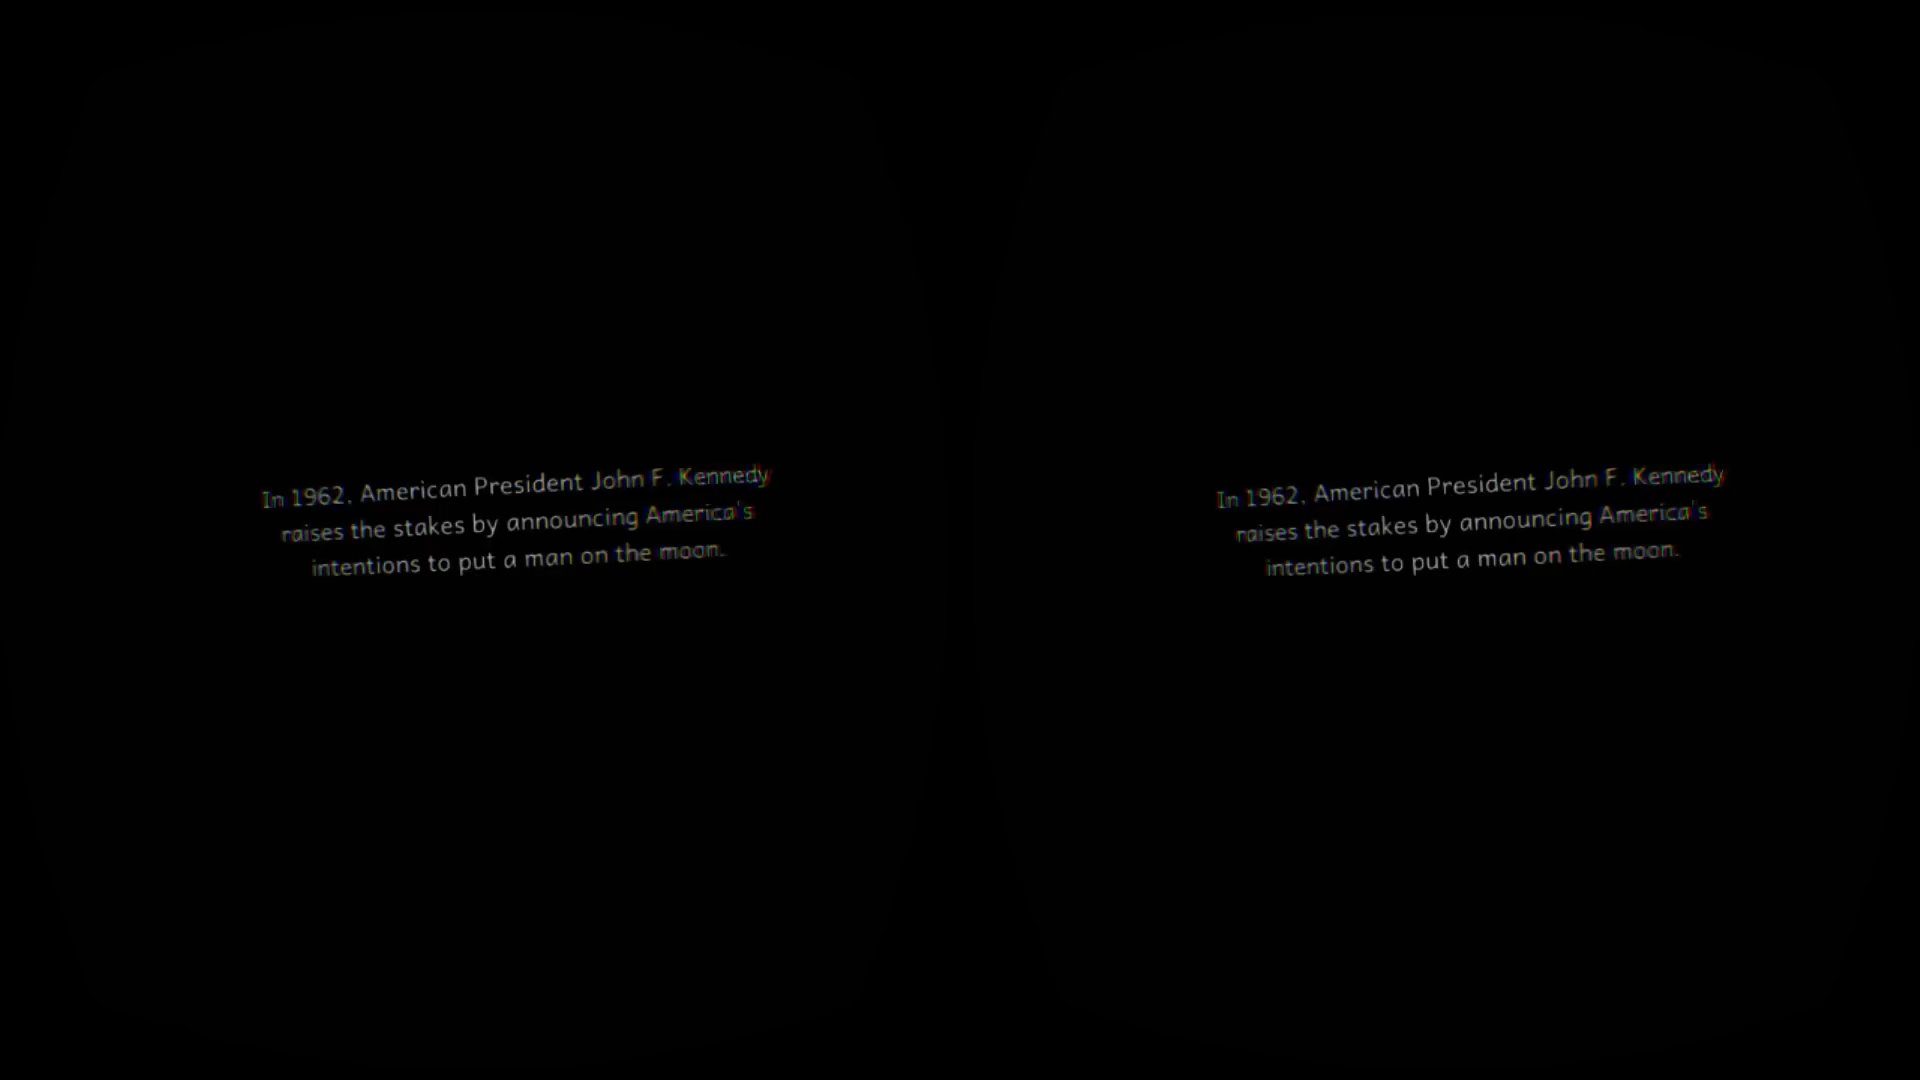 In 1962, American President John F. Kennedy
raises the stakes by announcing America's
intentions to put a man on the moon.
In 1962, American President John F. Kennedy
raises the stakes by announcing America's
intentions to put a man on the moon.